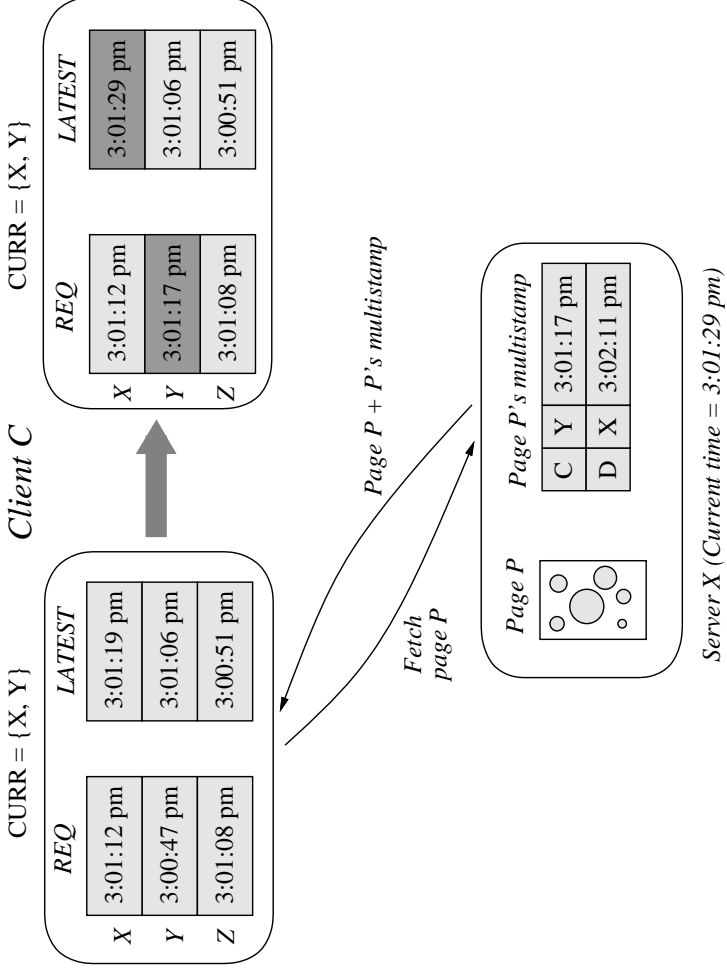 Client C
CURR = {X, Y}
REQ LATEST
X 3:01:12 pm 3:01:19 pm
Y 3:00:47 pm 3:01:06 pm
Z 3:01:08 pm 3:00:51 pm
CURR = {X, Y}
REQ LATEST
X 3:01:12 pm 3:01:29 pm
Y 3:01:17 pm 3:01:06 pm
Z 3:01:08 pm 3:00:51 pm
Fetch
page P
Page P + P's multistamp
Page P Page P's multistamp
C Y 3:01:17 pm
D X 3:02:11 pm
Server X (Current time = 3:01:29 pm)